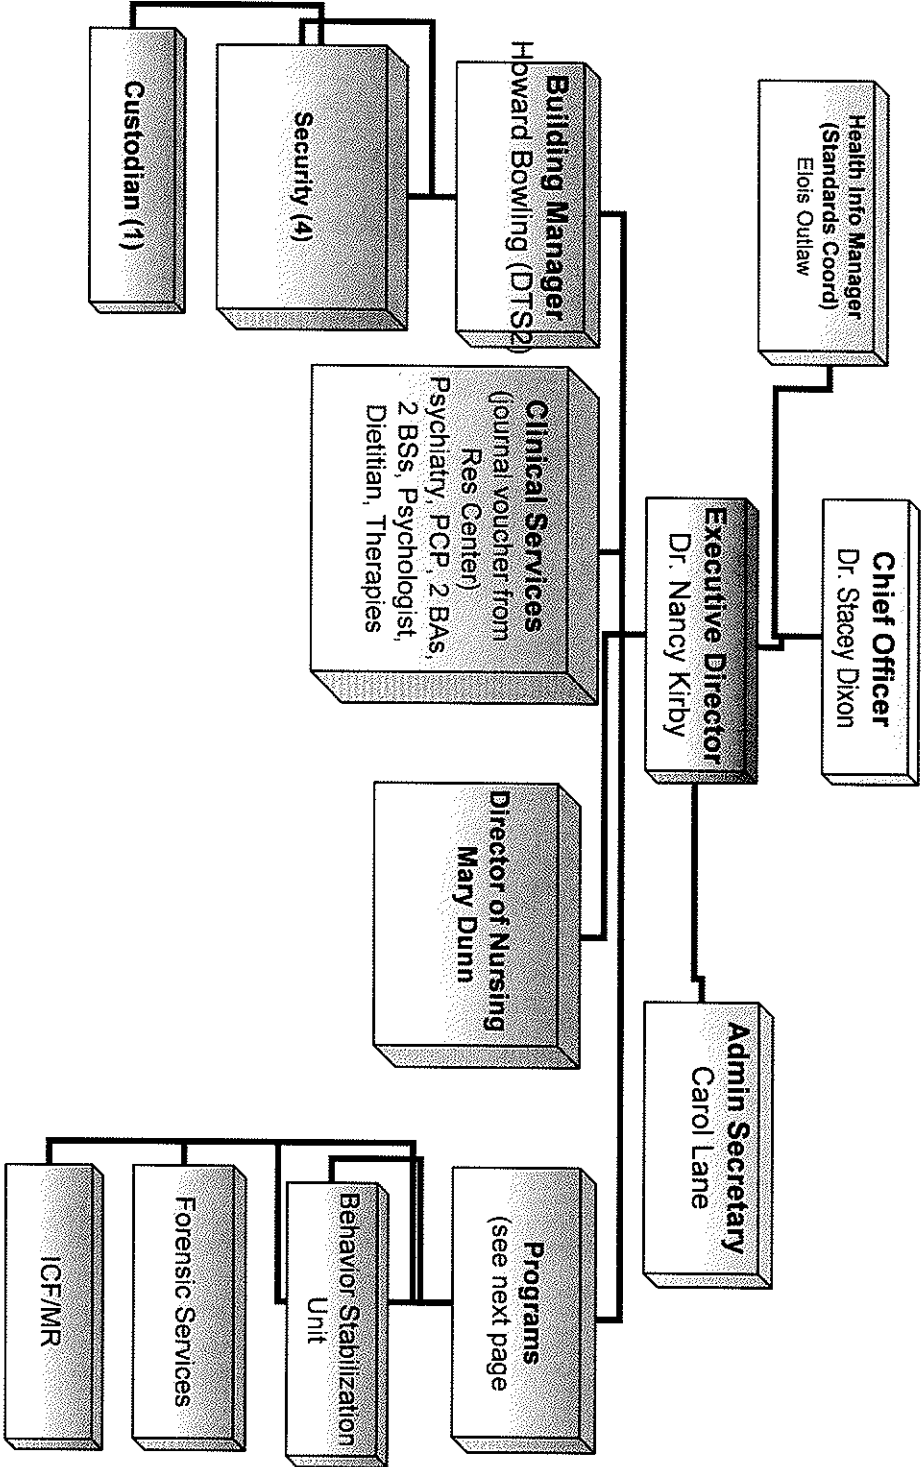 Chief Officer
Dr. Stacey Dixon
Health Info Manager
(Standards Coord)
Elois Outlaw
Executive Director
Dr. Nancy Kirby
Admin Secretary
Carol Lane
Building Manager
Howard Bowling (DTS2)
Clinical Services
(journal voucher from
Res Center)
Psychiatry, PCP, 2 BAs,
2 BSs, Psychologist,
Dietitian, Therapies
Director of Nursing
Mary Dunn
Programs
(see next page)
Security (4)
Custodian (1)
Behavior Stabilization
Unit
Forensic Services
ICF/MR